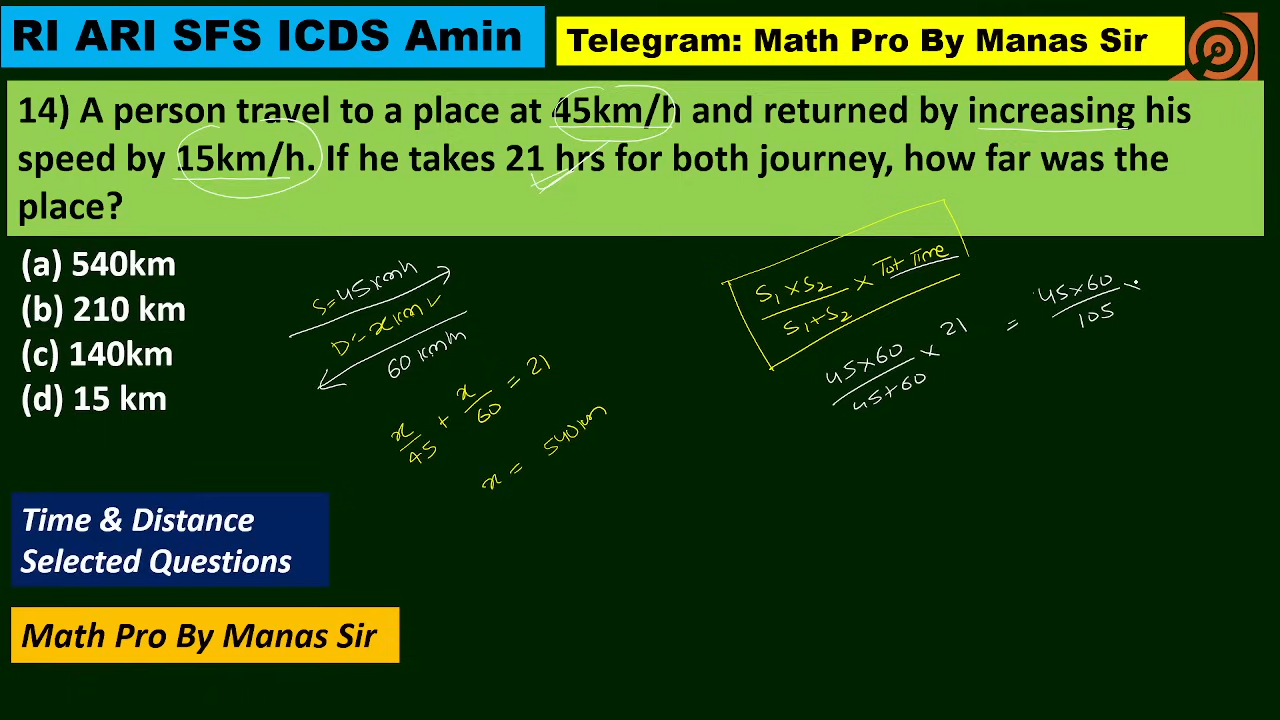 RI ARI SFS ICDS Amin
Telegram: Math Pro By Manas Sir
14) A person travel to a place at 45km/h and returned by increasing his
speed by 15km/h. If he takes 21 hrs for both journey, how far was the
place?
(a) 540km
(b) 210 km
(c) 140km
(d) 15 km
S=45kmh
D=x km
60 kmh
x/45 + x/60 = 21
x = 540km
S1×S2/S1+S2 × Tot Time
45×60/45+60 × 21 = 45×60/105 ×
Time & Distance
Selected Questions
Math Pro By Manas Sir